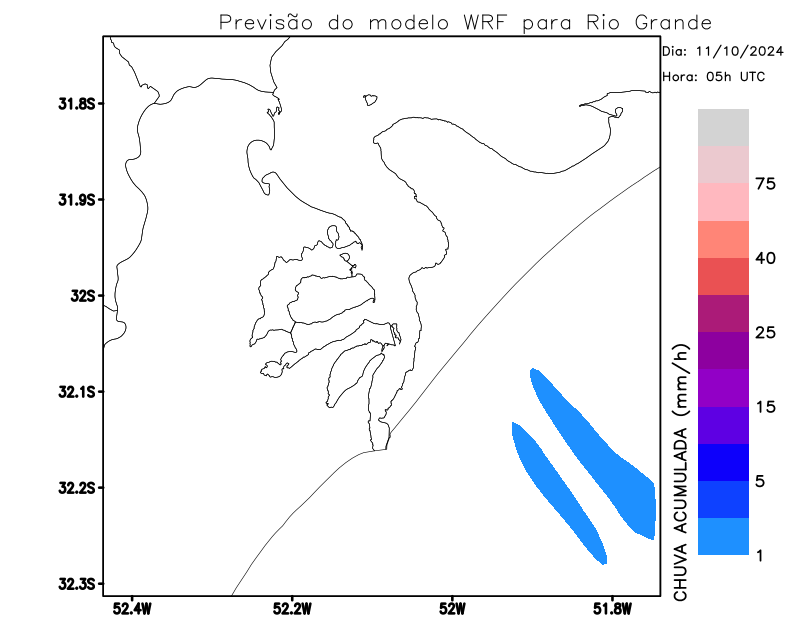 Previsão do modelo WRF para Rio Grande
Dia: 11/10/2024
Hora: 05h UTC
31.8S
31.9S
32S
32.1S
32.2S
32.3S
52.4W
52.2W
52W
51.8W
75
40
25
15
5
1
CHUVA ACUMULADA (mm/h)